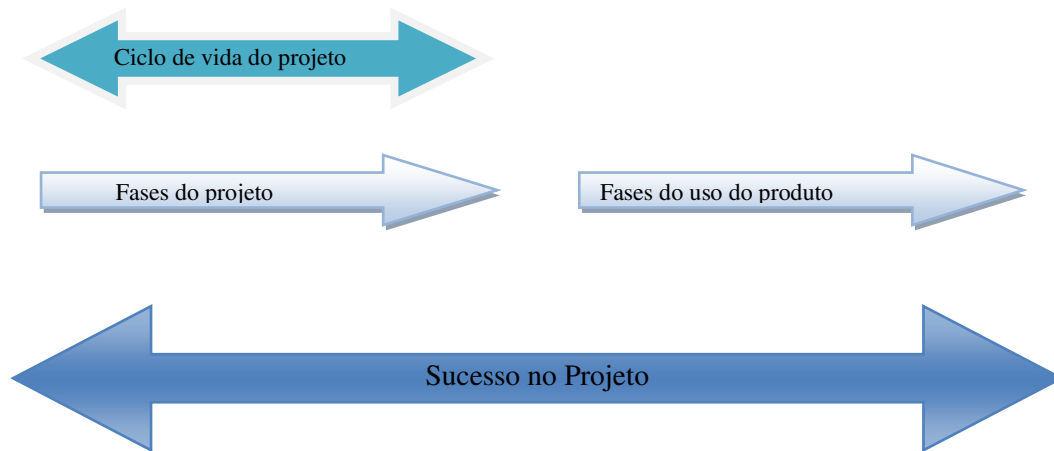 Ciclo de vida do projeto
Fases do projeto
Fases do uso do produto
Sucesso no Projeto